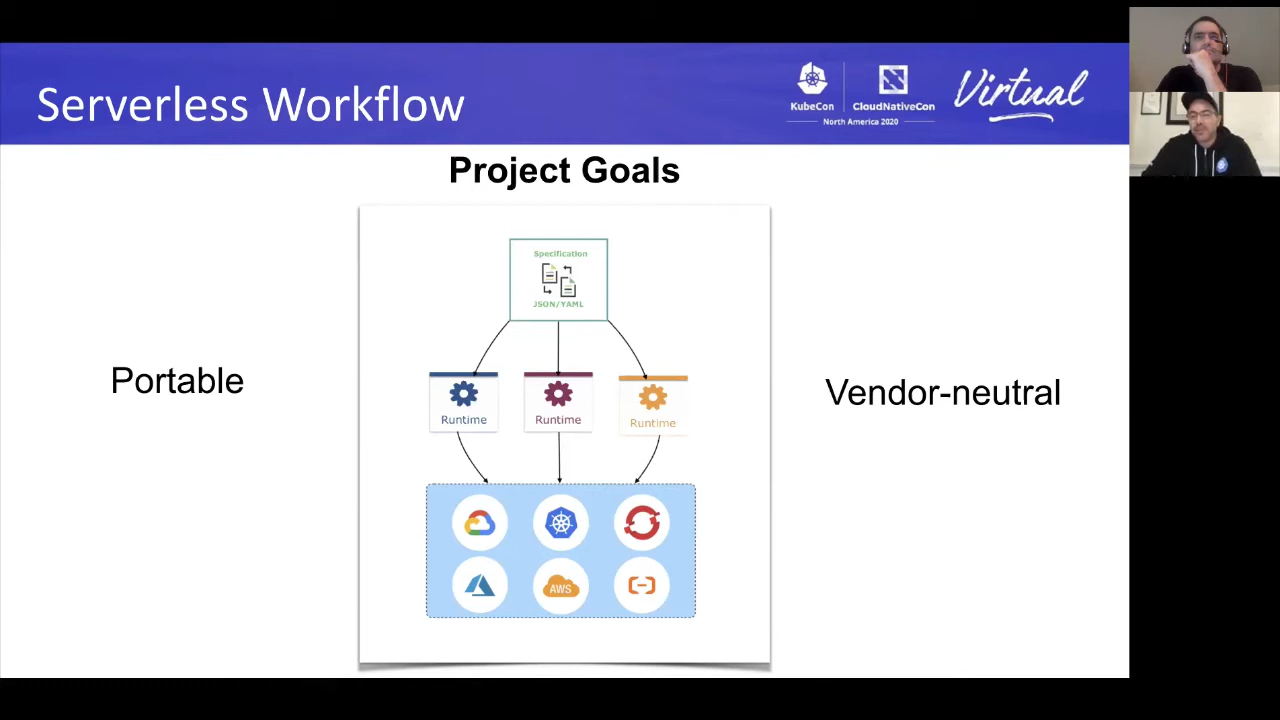 Serverless Workflow
KubeCon
CloudNativeCon
North America 2020
Virtual
Project Goals
Specification
JSON/YAML
Portable
Runtime
Runtime
Runtime
Vendor-neutral
AWS